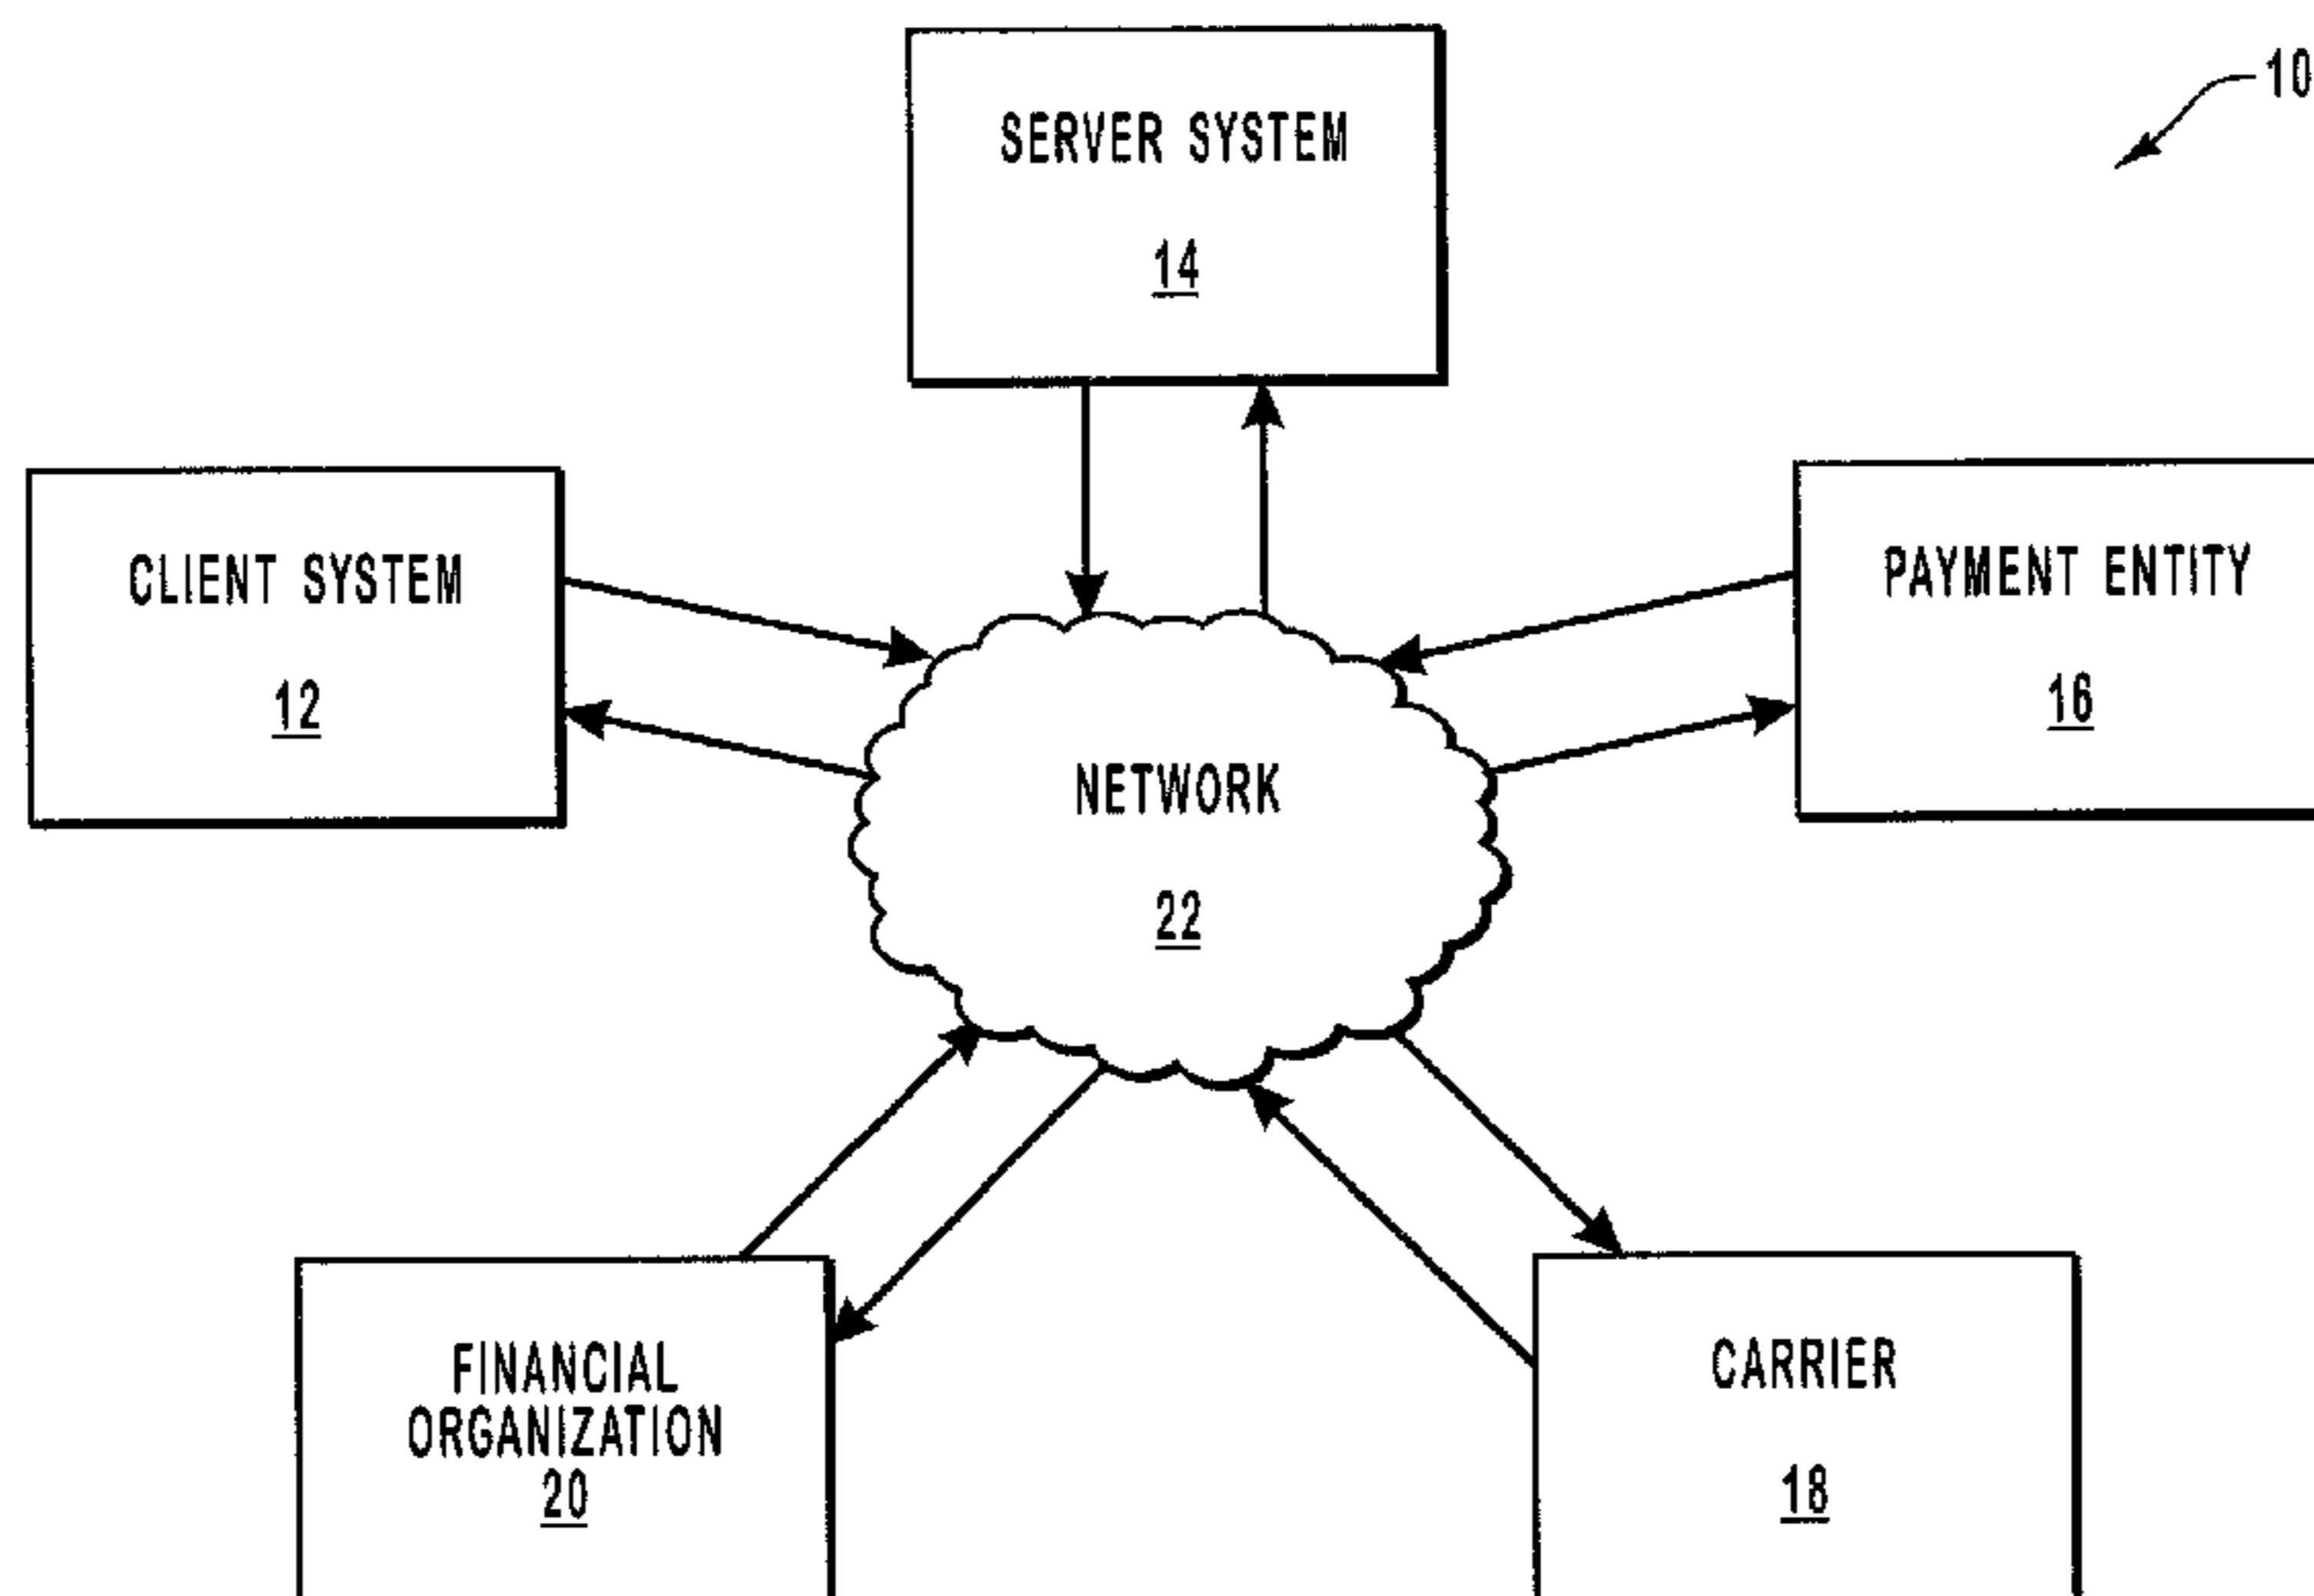 10
SERVER SYSTEM
14
CLIENT SYSTEM
12
PAYMENT ENTITY
16
NETWORK
22
FINANCIAL
ORGANIZATION
20
CARRIER
18